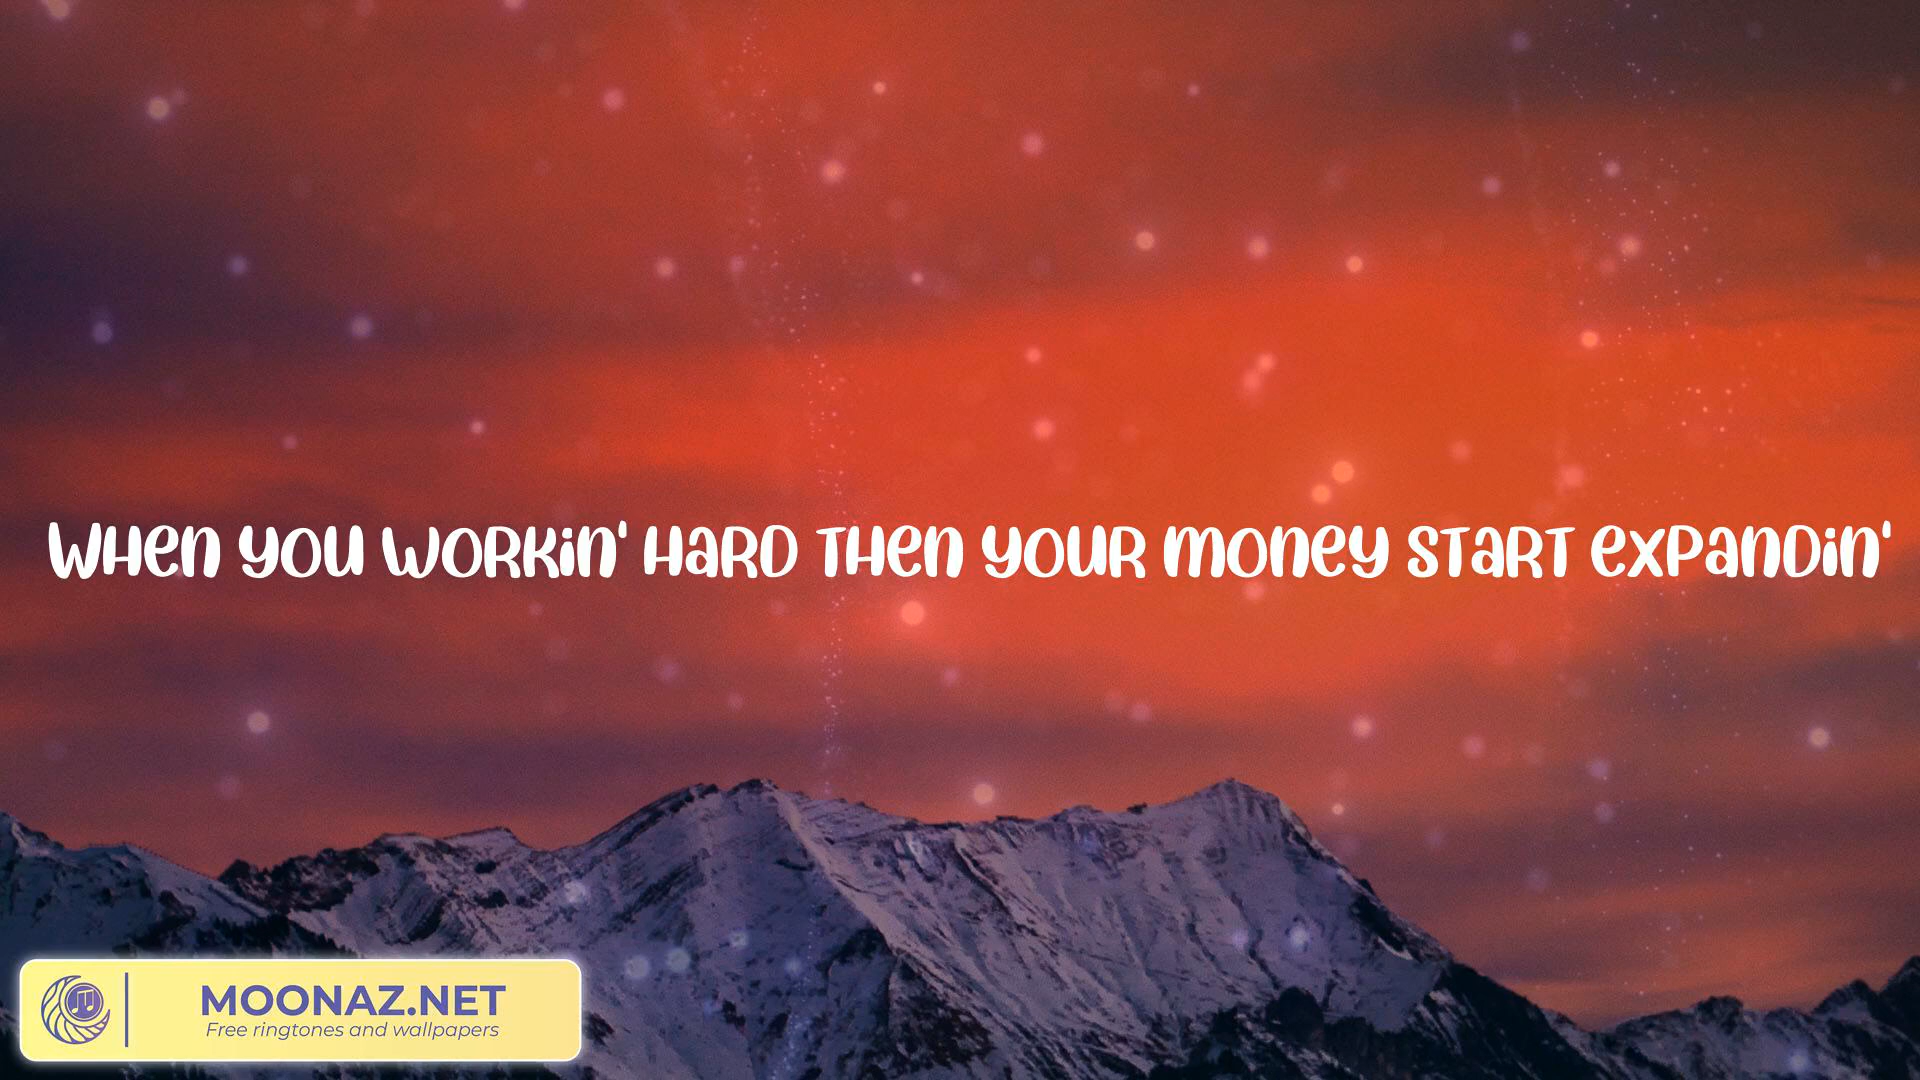 When you workin' hard then your money start expandin'
MOONAZ.NET
Free ringtones and wallpapers